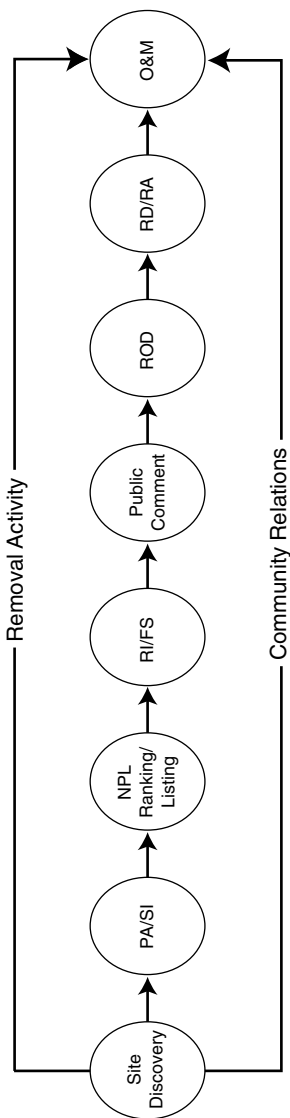 Removal Activity
Site
Discovery
PA/SI
NPL
Ranking/
Listing
RI/FS
Public
Comment
ROD
RD/RA
O&M
Community Relations